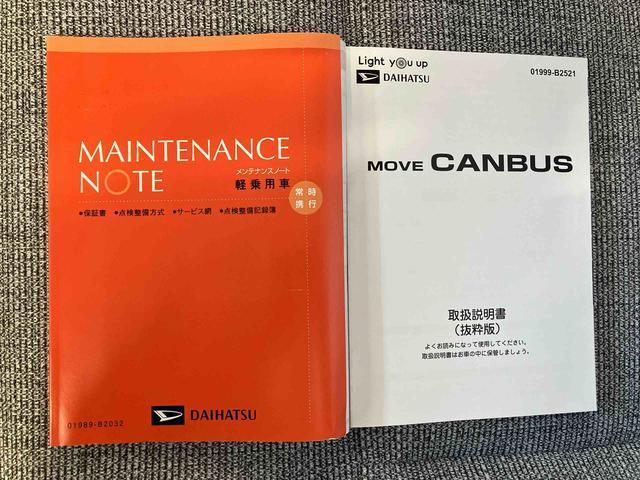 MAINTENANCE
NOTE
メンテナンスノート
軽乗用車
常時
携行
●保証書 ●点検整備方式 ●サービス網 ●点検整備記録簿
01989-B2032
DAIHATSU
Light you up
DAIHATSU
01999-B2521
MOVE CANBUS
取扱説明書
(抜粋版)
よくお読みになって使用してください。
取扱説明書はお車の中に保管しましょう。